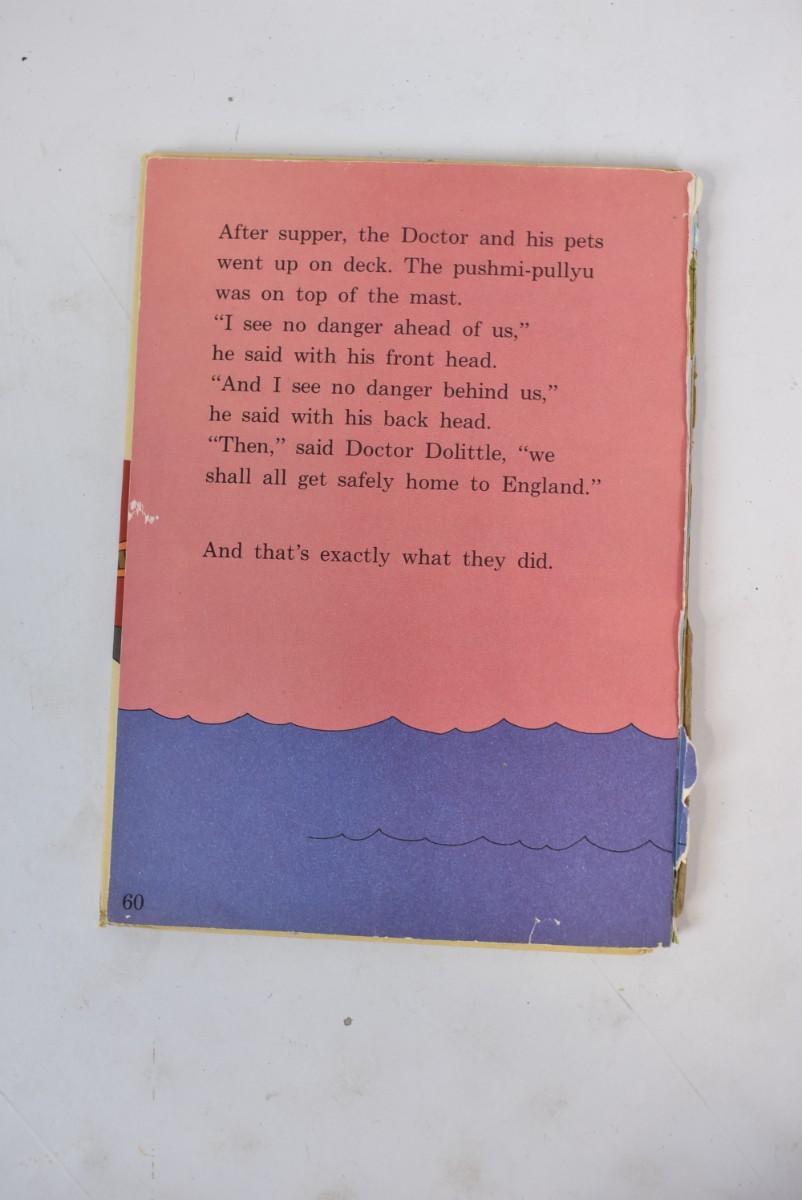 After supper, the Doctor and his pets
went up on deck. The pushmi-pullyu
was on top of the mast.
“I see no danger ahead of us,”
he said with his front head.
“And I see no danger behind us,”
he said with his back head.
“Then,” said Doctor Dolittle, “we
shall all get safely home to England.”
And that’s exactly what they did.
60